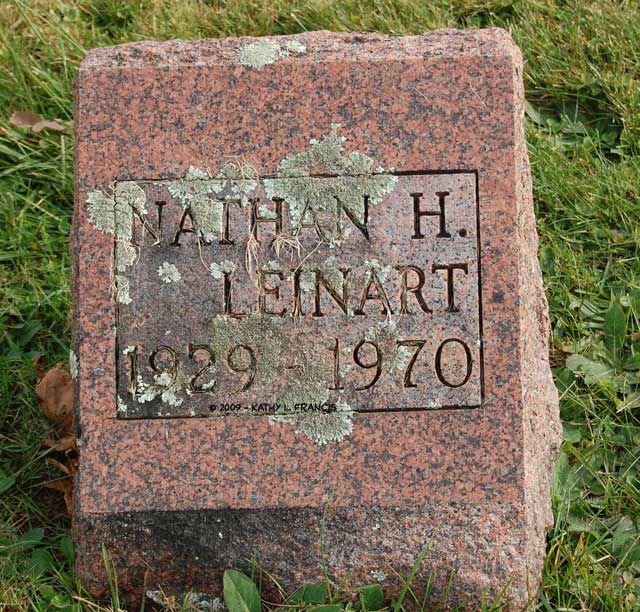 NATHAN H.
LEINART
1929 - 1970
© 2009 - KATHY L. FRANCIS